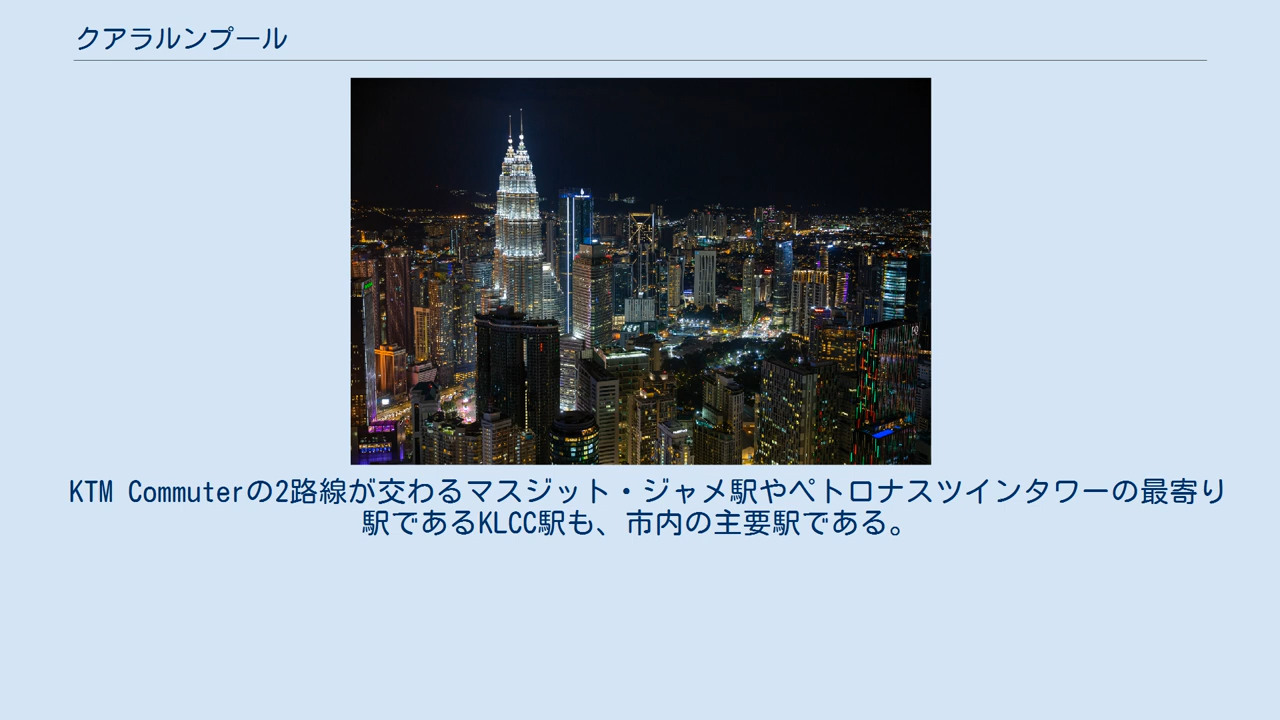 クアラルンプール
KTM Commuterの2路線が交わるマスジット・ジャメ駅やペトロナスツインタワーの最寄り
駅であるKLCC駅も、市内の主要駅である。